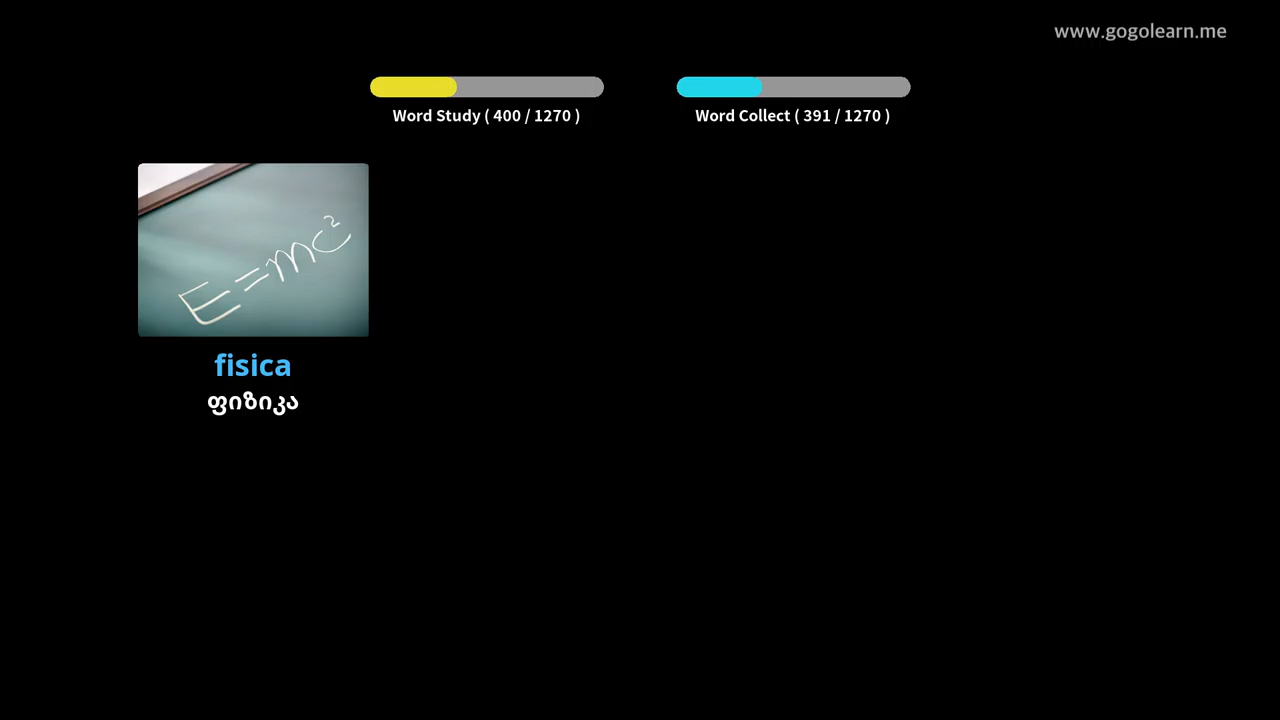 www.gogolearn.me
Word Study ( 400 / 1270 )
Word Collect ( 391 / 1270 )
E=mc²
fisica
ფიზიკა